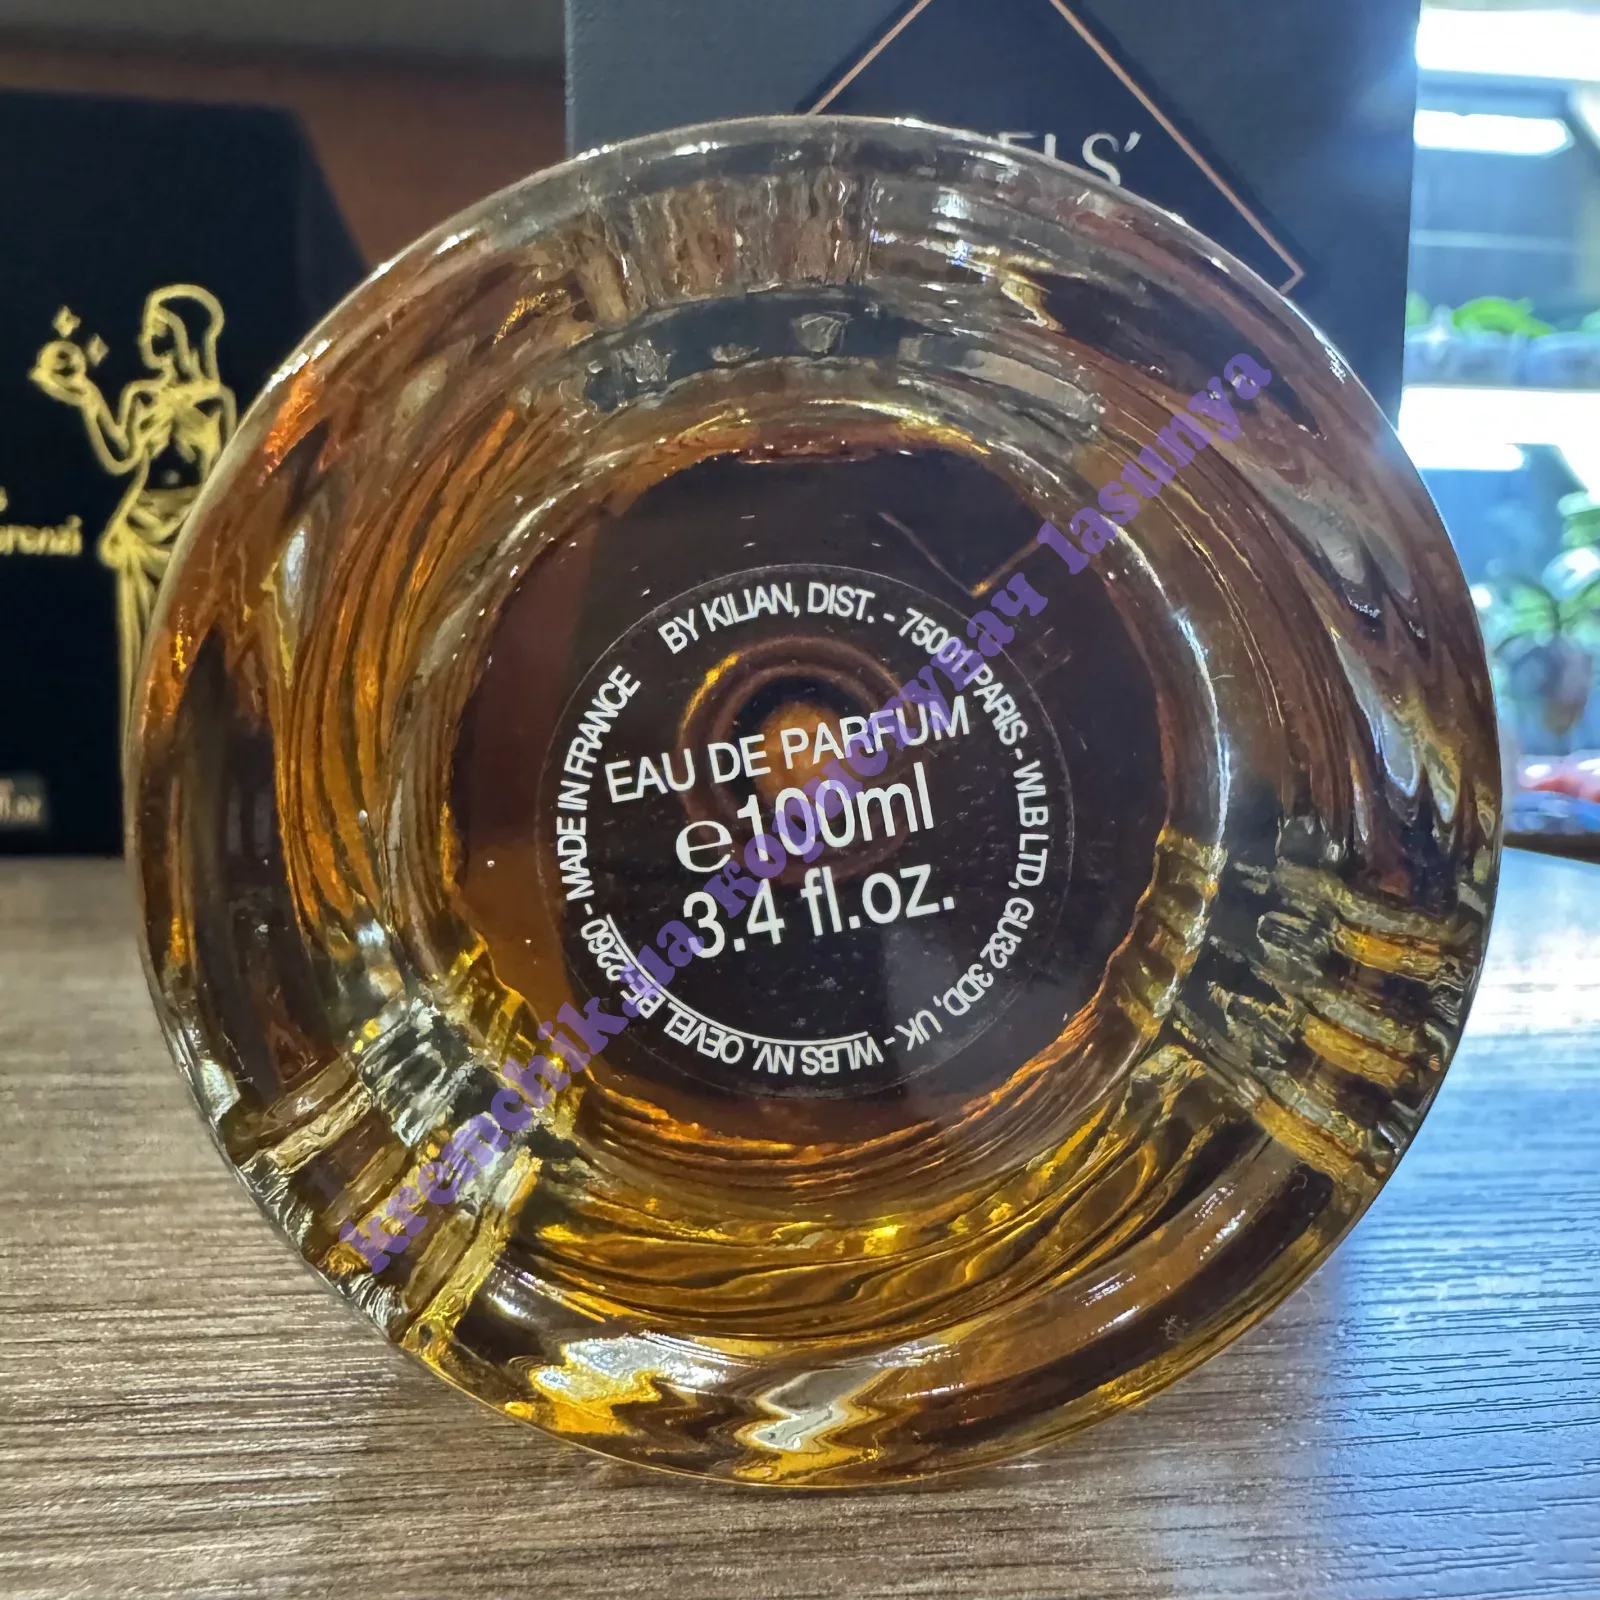 ELS'
BY KILIAN, DIST. - 75001 PARIS - WLB LTD, GU32 3DD, UK - WLBS NV, OEVEL BE-2260 - MADE IN FRANCE
EAU DE PARFUM
℮100ml
3.4 fl.oz.